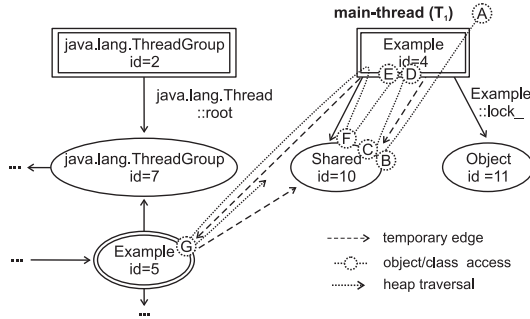 main-thread (T₁)
A
java.lang.ThreadGroup
id=2
Example
id=4
E
D
java.lang.Thread
::root
Example
::lock_
F
C
B
...
java.lang.ThreadGroup
id=7
Shared
id=10
Object
id =11
G
...
Example
id=5
temporary edge
C
object/class access
heap traversal
...